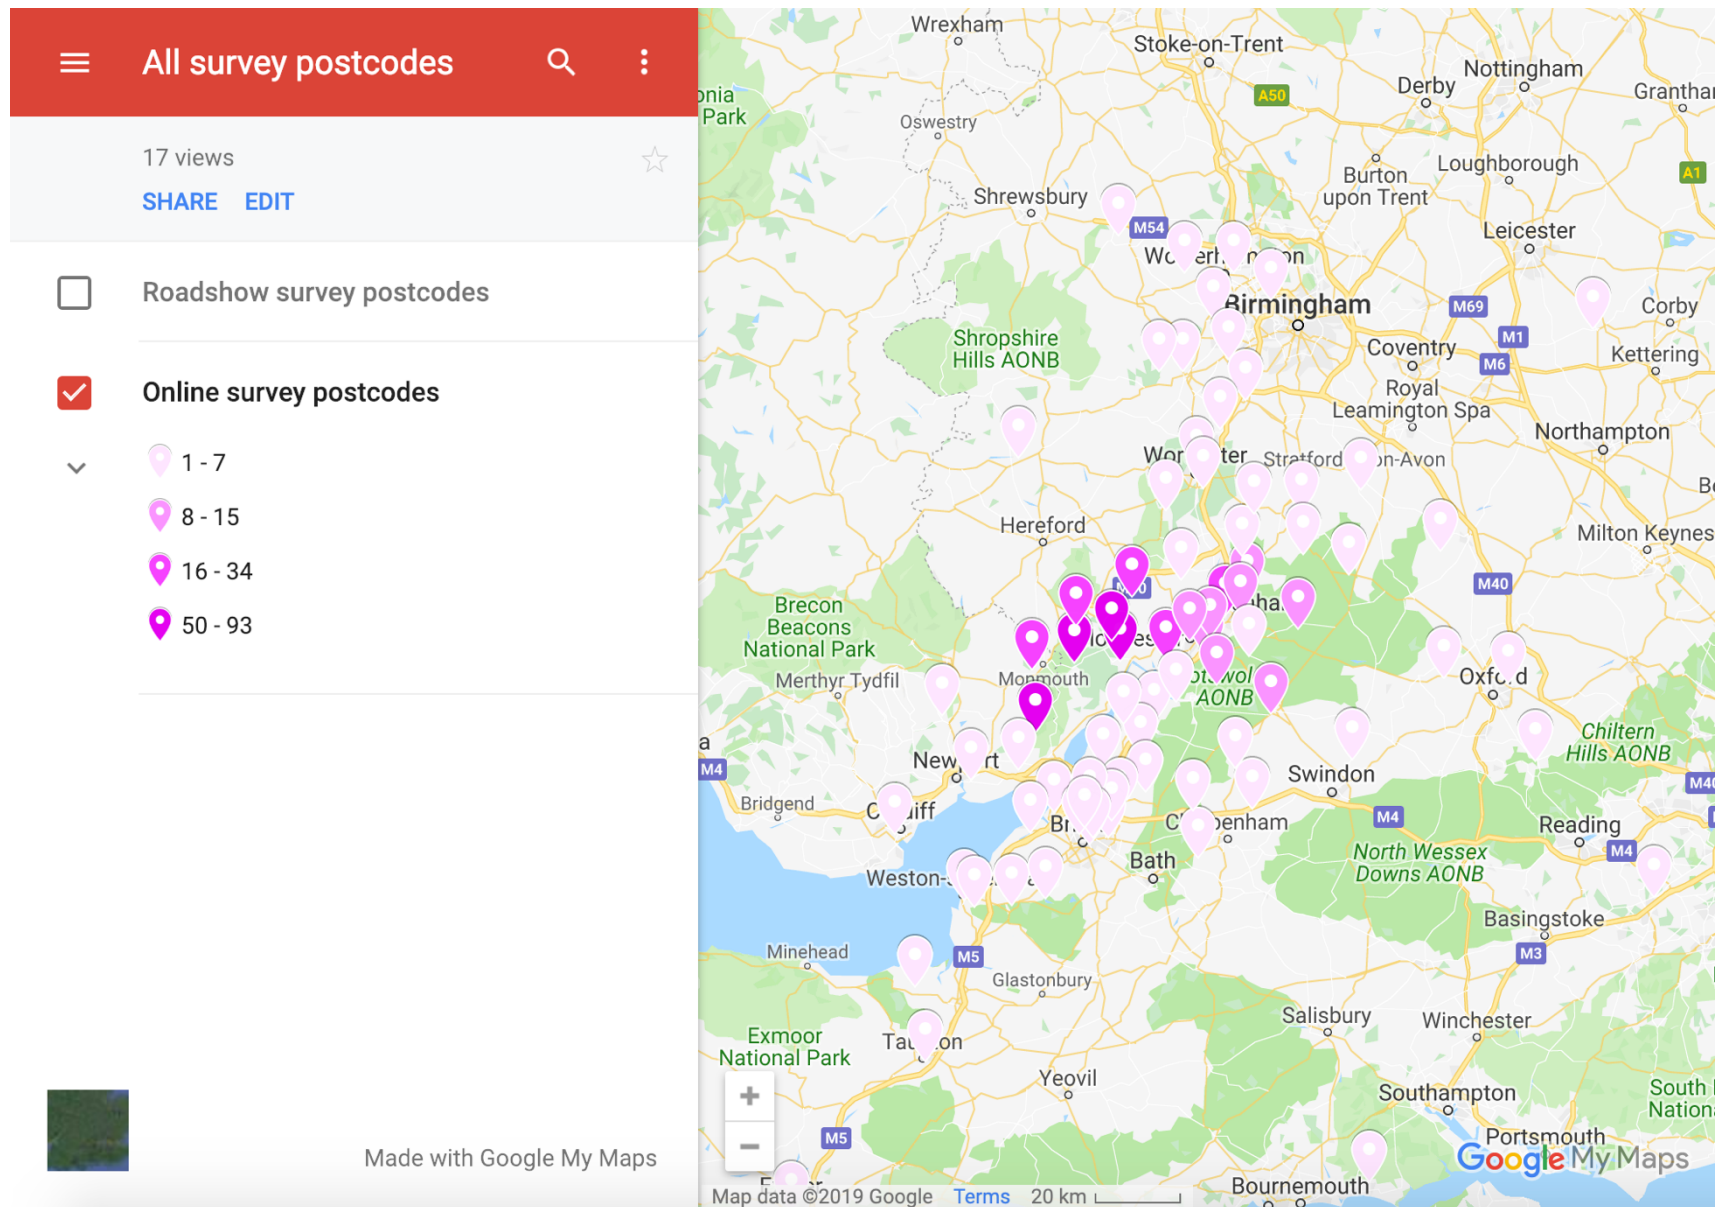 All survey postcodes
17 views
SHARE EDIT
Roadshow survey postcodes
Online survey postcodes
1 - 7
8 - 15
16 - 34
50 - 93
Made with Google My Maps
Wrexham
Stoke-on-Trent
Nottingham
Derby
A50
Park
Oswestry
Loughborough
Burton
upon Trent
A1
Shrewsbury
M54
Leicester
Birmingham
M69
Corby
Shropshire
Hills AONB
M1
Coventry
M6
Kettering
Royal
Leamington Spa
Northampton
Hereford
Milton Keynes
M40
Brecon
Beacons
National Park
Merthyr Tydfil
Monmouth
AONB
Oxford
Chiltern
Hills AONB
M4
Swindon
Bridgend
M4
Reading
M4
North Wessex
Downs AONB
Bath
Basingstoke
M3
Minehead
M5
Glastonbury
Salisbury
Winchester
Exmoor
National Park
Yeovil
Southampton
South
M5
Portsmouth
Google My Maps
Bournemouth
Map data ©2019 Google Terms 20 km